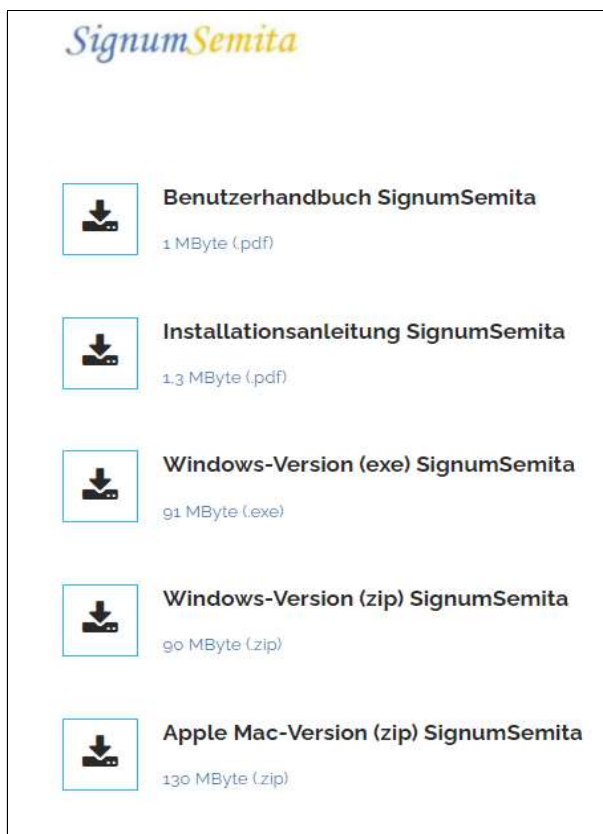 SignumSemita
Benutzerhandbuch SignumSemita
1 MByte (.pdf)
Installationsanleitung SignumSemita
1,3 MByte (.pdf)
Windows-Version (exe) SignumSemita
91 MByte (.exe)
Windows-Version (zip) SignumSemita
90 MByte (.zip)
Apple Mac-Version (zip) SignumSemita
130 MByte (.zip)